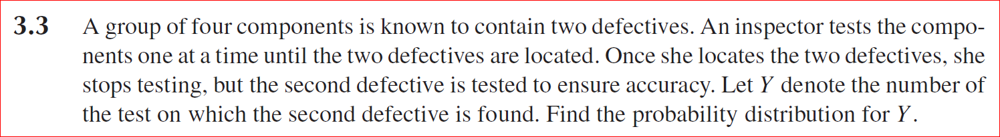 3.3 A group of four components is known to contain two defectives. An inspector tests the compo-
nents one at a time until the two defectives are located. Once she locates the two defectives, she
stops testing, but the second defective is tested to ensure accuracy. Let Y denote the number of
the test on which the second defective is found. Find the probability distribution for Y.